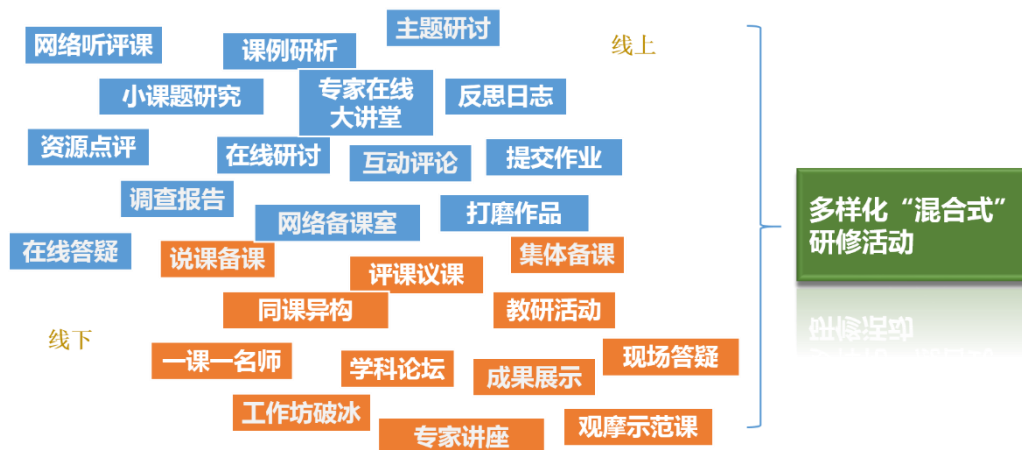 主题研讨
网络听评课
课例研析
线上
小课题研究
专家在线
大讲堂
反思日志
资源点评
在线研讨
互动评论
提交作业
调查报告
网络备课室
打磨作品
多样化“混合式”
研修活动
在线答疑
说课备课
评课议课
集体备课
同课异构
教研活动
线下
一课一名师
学科论坛
成果展示
现场答疑
工作坊破冰
专家讲座
观摩示范课